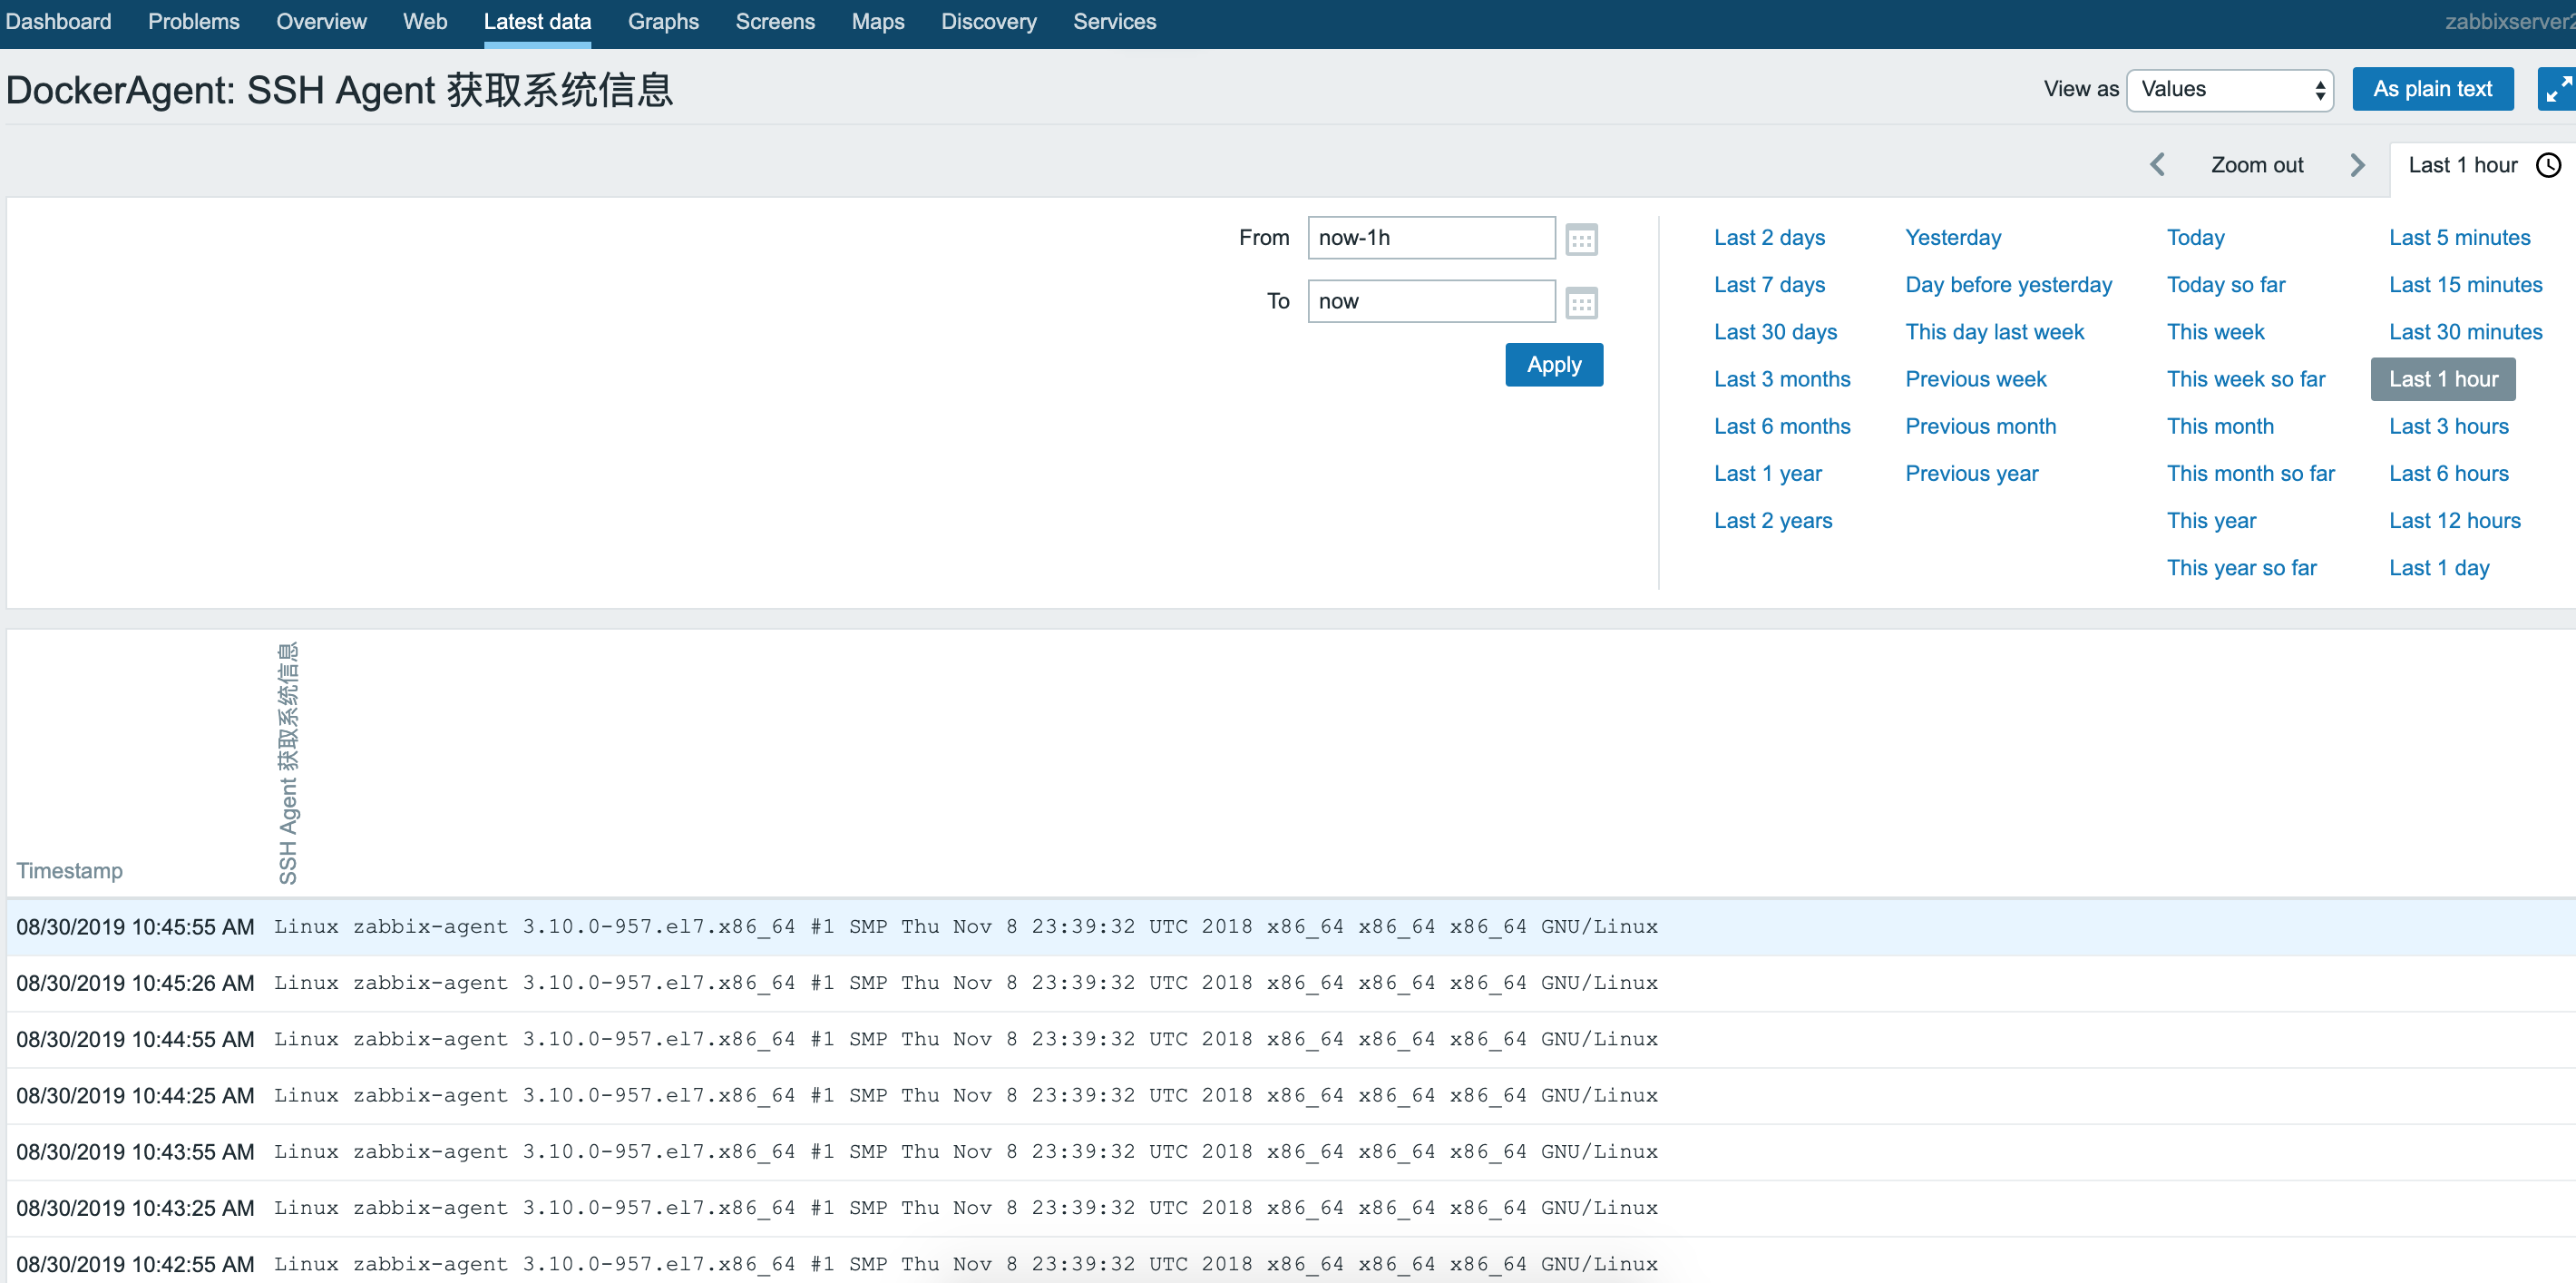 Dashboard Problems Overview Web Latest data Graphs Screens Maps Discovery Services zabbixserver2
DockerAgent: SSH Agent 获取系统信息 View as Values As plain text
Zoom out Last 1 hour
From now-1h Last 2 days Yesterday Today Last 5 minutes
Last 7 days Day before yesterday Today so far Last 15 minutes
To now
Last 30 days This day last week This week Last 30 minutes
Apply Last 3 months Previous week This week so far Last 1 hour
Last 6 months Previous month This month Last 3 hours
Last 1 year Previous year This month so far Last 6 hours
Last 2 years This year Last 12 hours
This year so far Last 1 day
Timestamp SSH Agent 获取系统信息
08/30/2019 10:45:55 AM Linux zabbix-agent 3.10.0-957.el7.x86_64 #1 SMP Thu Nov 8 23:39:32 UTC 2018 x86_64 x86_64 x86_64 GNU/Linux
08/30/2019 10:45:26 AM Linux zabbix-agent 3.10.0-957.el7.x86_64 #1 SMP Thu Nov 8 23:39:32 UTC 2018 x86_64 x86_64 x86_64 GNU/Linux
08/30/2019 10:44:55 AM Linux zabbix-agent 3.10.0-957.el7.x86_64 #1 SMP Thu Nov 8 23:39:32 UTC 2018 x86_64 x86_64 x86_64 GNU/Linux
08/30/2019 10:44:25 AM Linux zabbix-agent 3.10.0-957.el7.x86_64 #1 SMP Thu Nov 8 23:39:32 UTC 2018 x86_64 x86_64 x86_64 GNU/Linux
08/30/2019 10:43:55 AM Linux zabbix-agent 3.10.0-957.el7.x86_64 #1 SMP Thu Nov 8 23:39:32 UTC 2018 x86_64 x86_64 x86_64 GNU/Linux
08/30/2019 10:43:25 AM Linux zabbix-agent 3.10.0-957.el7.x86_64 #1 SMP Thu Nov 8 23:39:32 UTC 2018 x86_64 x86_64 x86_64 GNU/Linux
08/30/2019 10:42:55 AM Linux zabbix-agent 3.10.0-957.el7.x86_64 #1 SMP Thu Nov 8 23:39:32 UTC 2018 x86_64 x86_64 x86_64 GNU/Linux